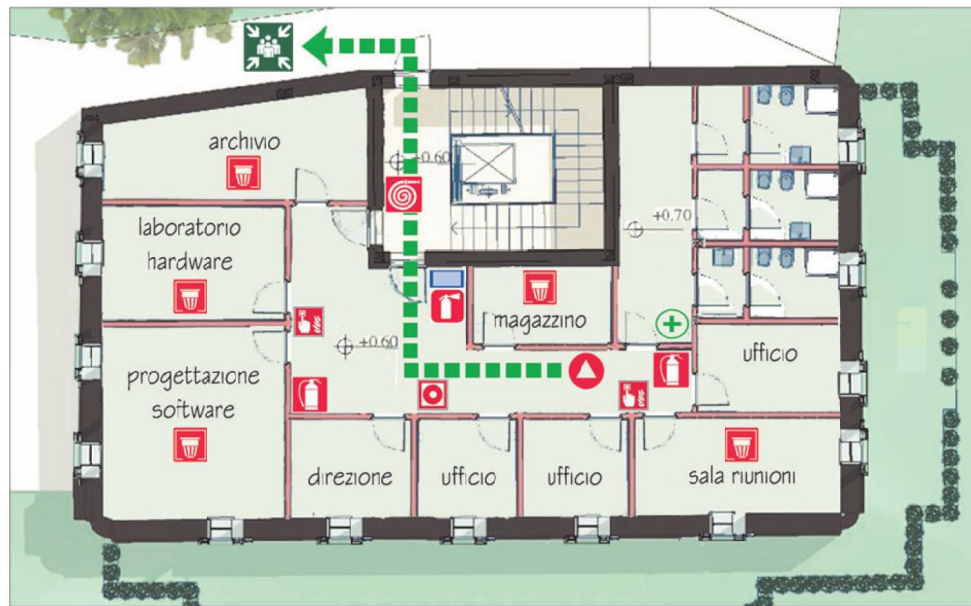 archivio
+0.60
laboratorio
hardware
+0.70
magazzino
+0.60
ufficio
progettazione
software
direzione
ufficio
ufficio
sala riunioni